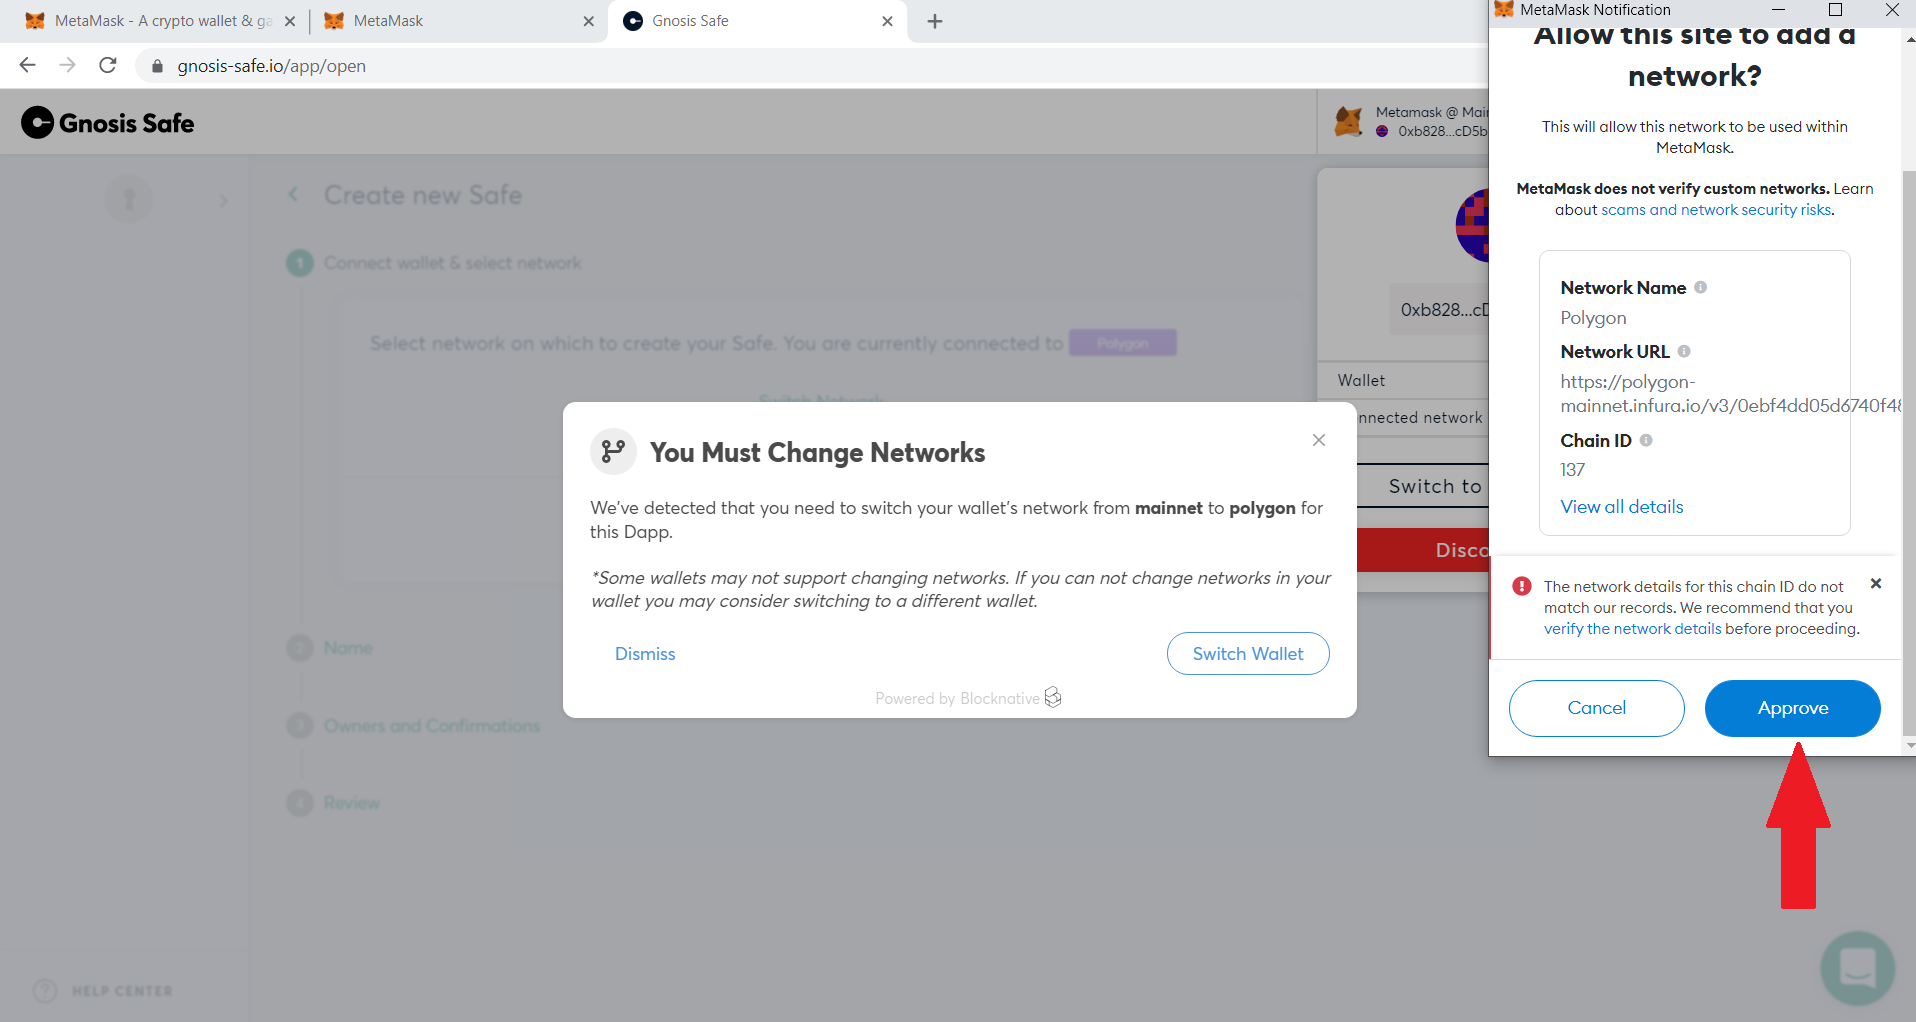 MetaMask - A crypto wallet & ga
MetaMask
Gnosis Safe
gnosis-safe.io/app/open
Gnosis Safe
Metamask @ Mai
0xb828...cD5b
Create new Safe
1
Connect wallet & select network
Select network on which to create your Safe. You are currently connected to
Polygon
Switch Network
0xb828...cD
Wallet
nnected network
Switch to
Disco
You Must Change Networks
We've detected that you need to switch your wallet's network from mainnet to polygon for
this Dapp.
*Some wallets may not support changing networks. If you can not change networks in your
wallet you may consider switching to a different wallet.
Dismiss
Switch Wallet
Powered by Blocknative
2
Name
3
Owners and Confirmations
4
Review
HELP CENTER
MetaMask Notification
Allow this site to add a
network?
This will allow this network to be used within
MetaMask.
MetaMask does not verify custom networks. Learn
about scams and network security risks.
Network Name
Polygon
Network URL
https://polygon-
mainnet.infura.io/v3/0ebf4dd05d6740f48
Chain ID
137
View all details
The network details for this chain ID do not
match our records. We recommend that you
verify the network details before proceeding.
Cancel
Approve